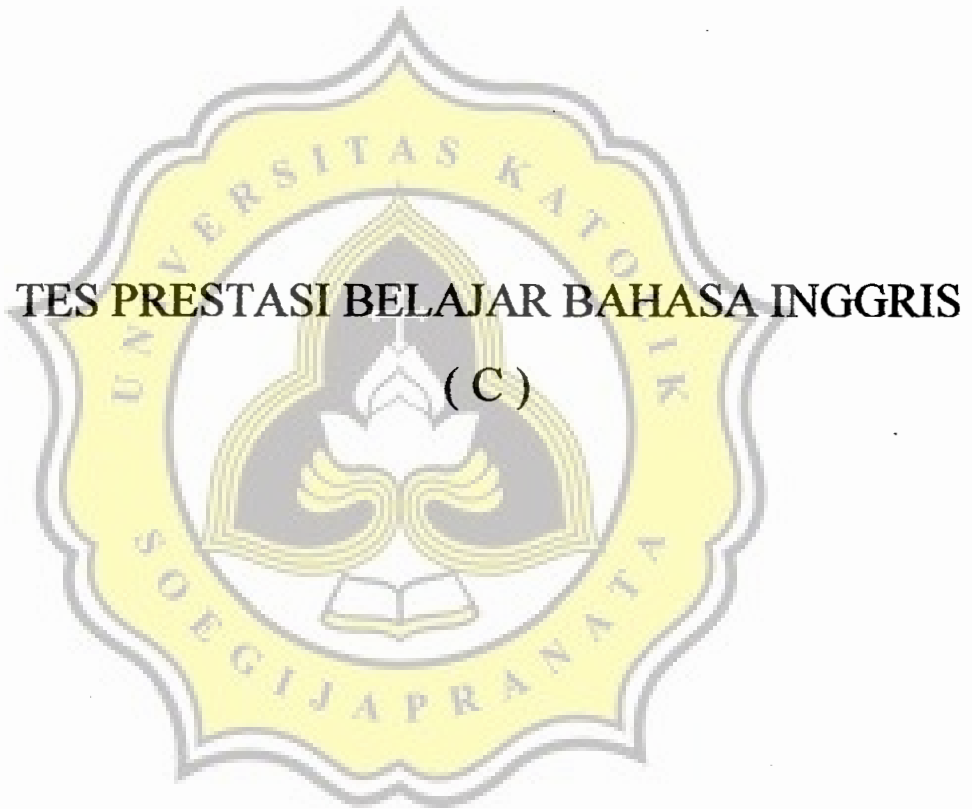 UNIVERSITAS KATOLIK
TES PRESTASI BELAJAR BAHASA INGGRIS
( C )
SOEGIJAPRANATA